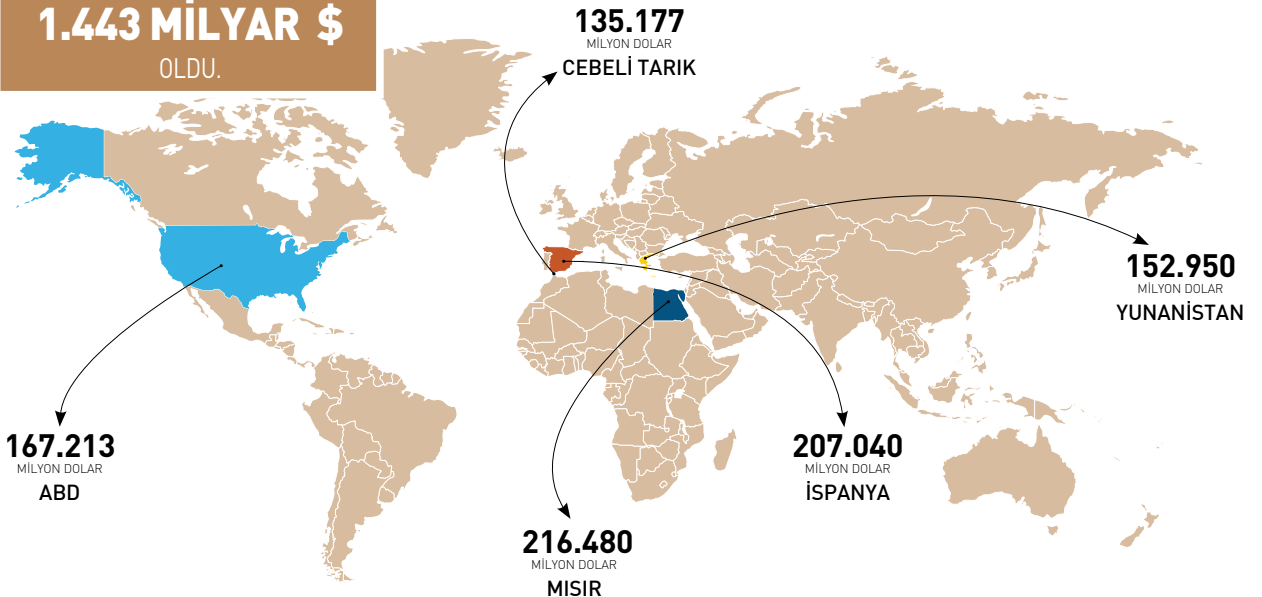 1.443 MİLYAR $
OLDU.
135.177
MİLYON DOLAR
CEBELİ TARIK
152.950
MİLYON DOLAR
YUNANİSTAN
167.213
MİLYON DOLAR
ABD
207.040
MİLYON DOLAR
İSPANYA
216.480
MİLYON DOLAR
MISIR